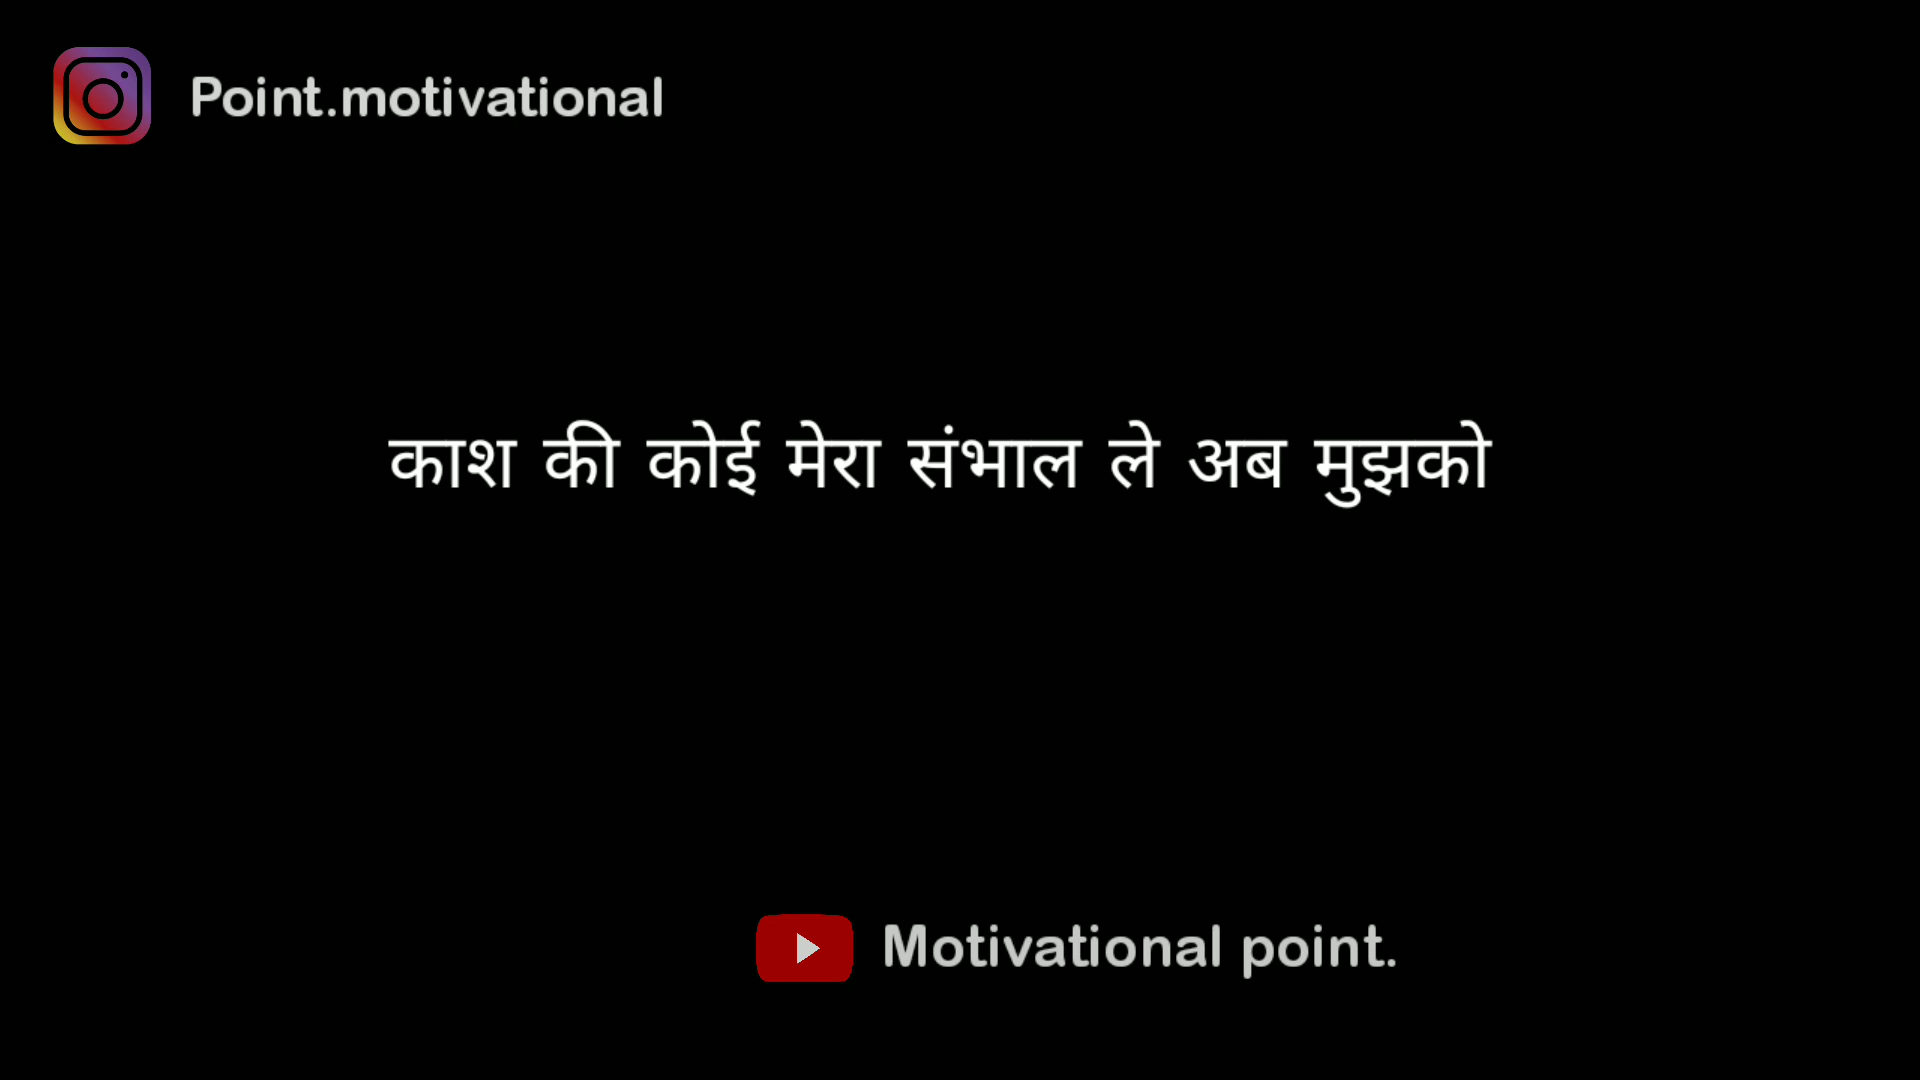 Point.motivational
काश की कोई मेरा संभाल ले अब मुझको
Motivational point.